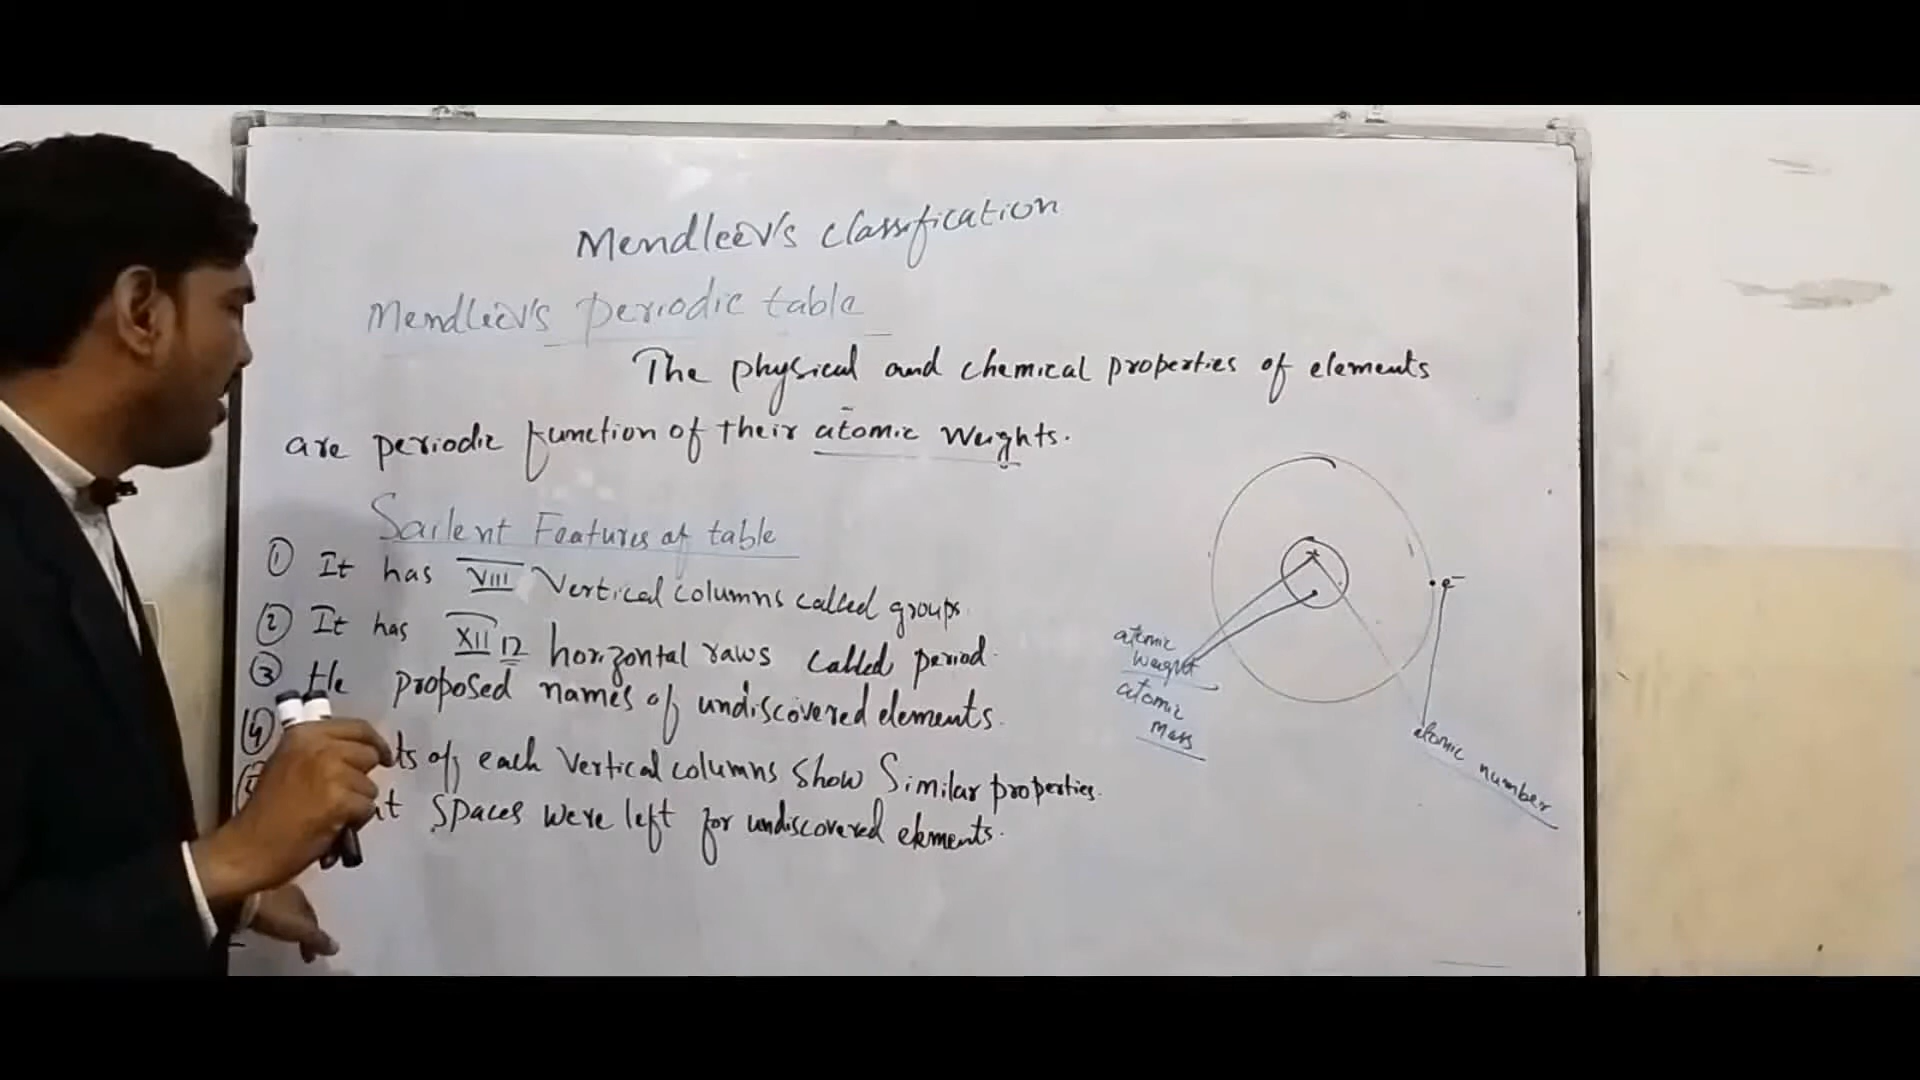 Mendleev's classification
Mendleev's periodic table
The physical and chemical properties of elements
are periodic function of their atomic weights.
Sailent Features of table
① It has VIII Vertical columns called groups.
② It has XII 12 horizontal raws called period.
③ He proposed names of undiscovered elements.
④ of each vertical columns show Similar properties.
spaces were left for undiscovered elements.
e-
atomic
weight
atomic
mass
atomic number